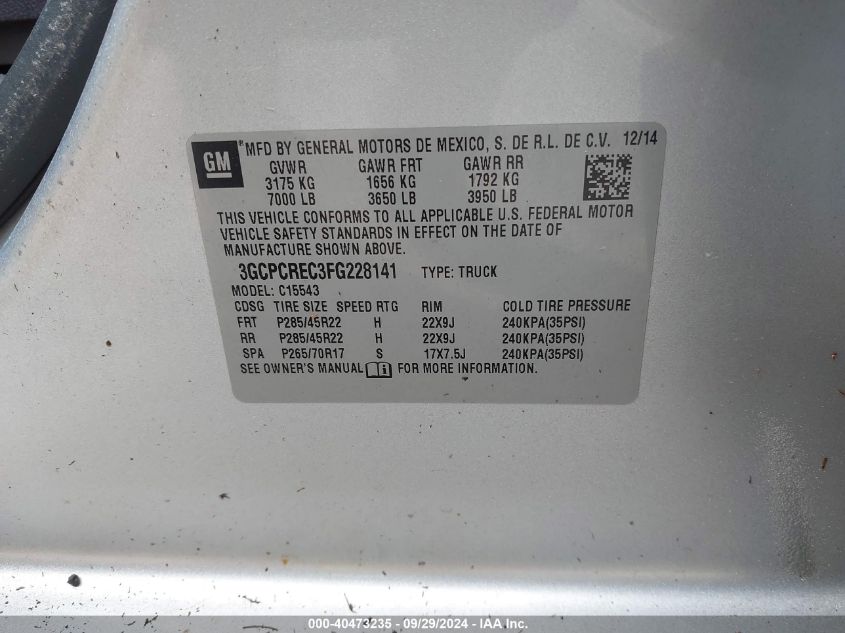 GM ® MFD BY GENERAL MOTORS DE MEXICO, S. DE R.L. DE C.V. 12/14
GVWR GAWR FRT GAWR RR
3175 KG 1656 KG 1792 KG
7000 LB 3650 LB 3950 LB
THIS VEHICLE CONFORMS TO ALL APPLICABLE U.S. FEDERAL MOTOR
VEHICLE SAFETY STANDARDS IN EFFECT ON THE DATE OF
MANUFACTURE SHOWN ABOVE.
3GCPCREC3FG228141 TYPE: TRUCK
MODEL: C15543
CDSG TIRE SIZE SPEED RTG RIM COLD TIRE PRESSURE
FRT P285/45R22 H 22X9J 240KPA(35PSI)
RR P285/45R22 H 22X9J 240KPA(35PSI)
SPA P265/70R17 S 17X7.5J 240KPA(35PSI)
SEE OWNER'S MANUAL FOR MORE INFORMATION.
000-40473235 - 09/29/2024 - IAAI.com